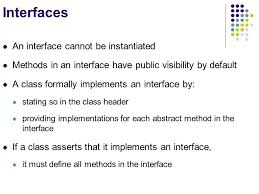 Interfaces
An interface cannot be instantiated
Methods in an interface have public visibility by default
A class formally implements an interface by:
stating so in the class header
providing implementations for each abstract method in the
interface
If a class asserts that it implements an interface,
it must define all methods in the interface